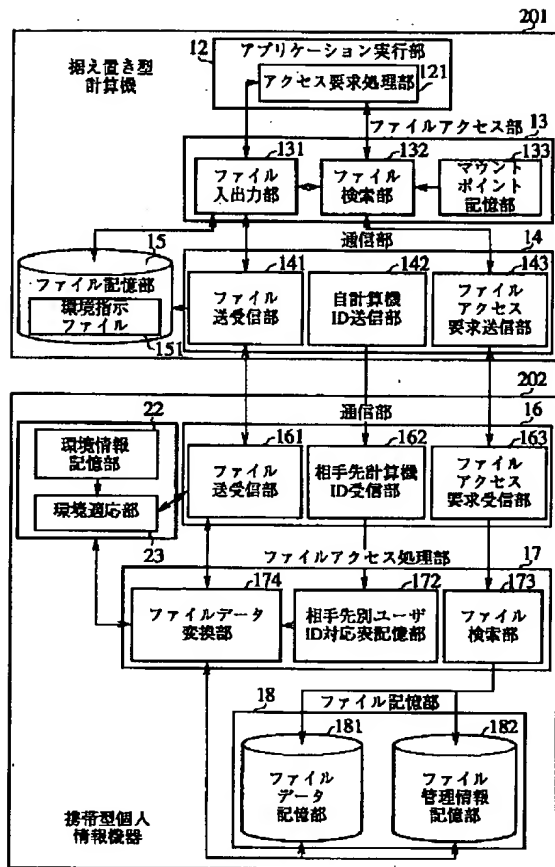 201
12
アプリケーション実行部
据え置き型
計算機
アクセス要求処理部
121
ファイルアクセス部
13
131
132
133
ファイル
入出力部
ファイル
検索部
マウント
ポイント
記憶部
15
通信部
14
ファイル記憶部
141
142
143
環境指示
ファイル
ファイル
送受信部
自計算機
ID送信部
ファイル
アクセス
要求送信部
151
202
22
通信部
16
環境情報
記憶部
161
162
163
環境適応部
ファイル
送受信部
相手先計算機
ID受信部
ファイル
アクセス
要求受信部
23
ファイルアクセス処理部
17
174
172
173
ファイルデータ
変換部
相手先別ユーザ
ID対応表記憶部
ファイル
検索部
18
ファイル記憶部
181
182
ファイル
データ
記憶部
ファイル
管理情報
記憶部
携帯型個人
情報機器